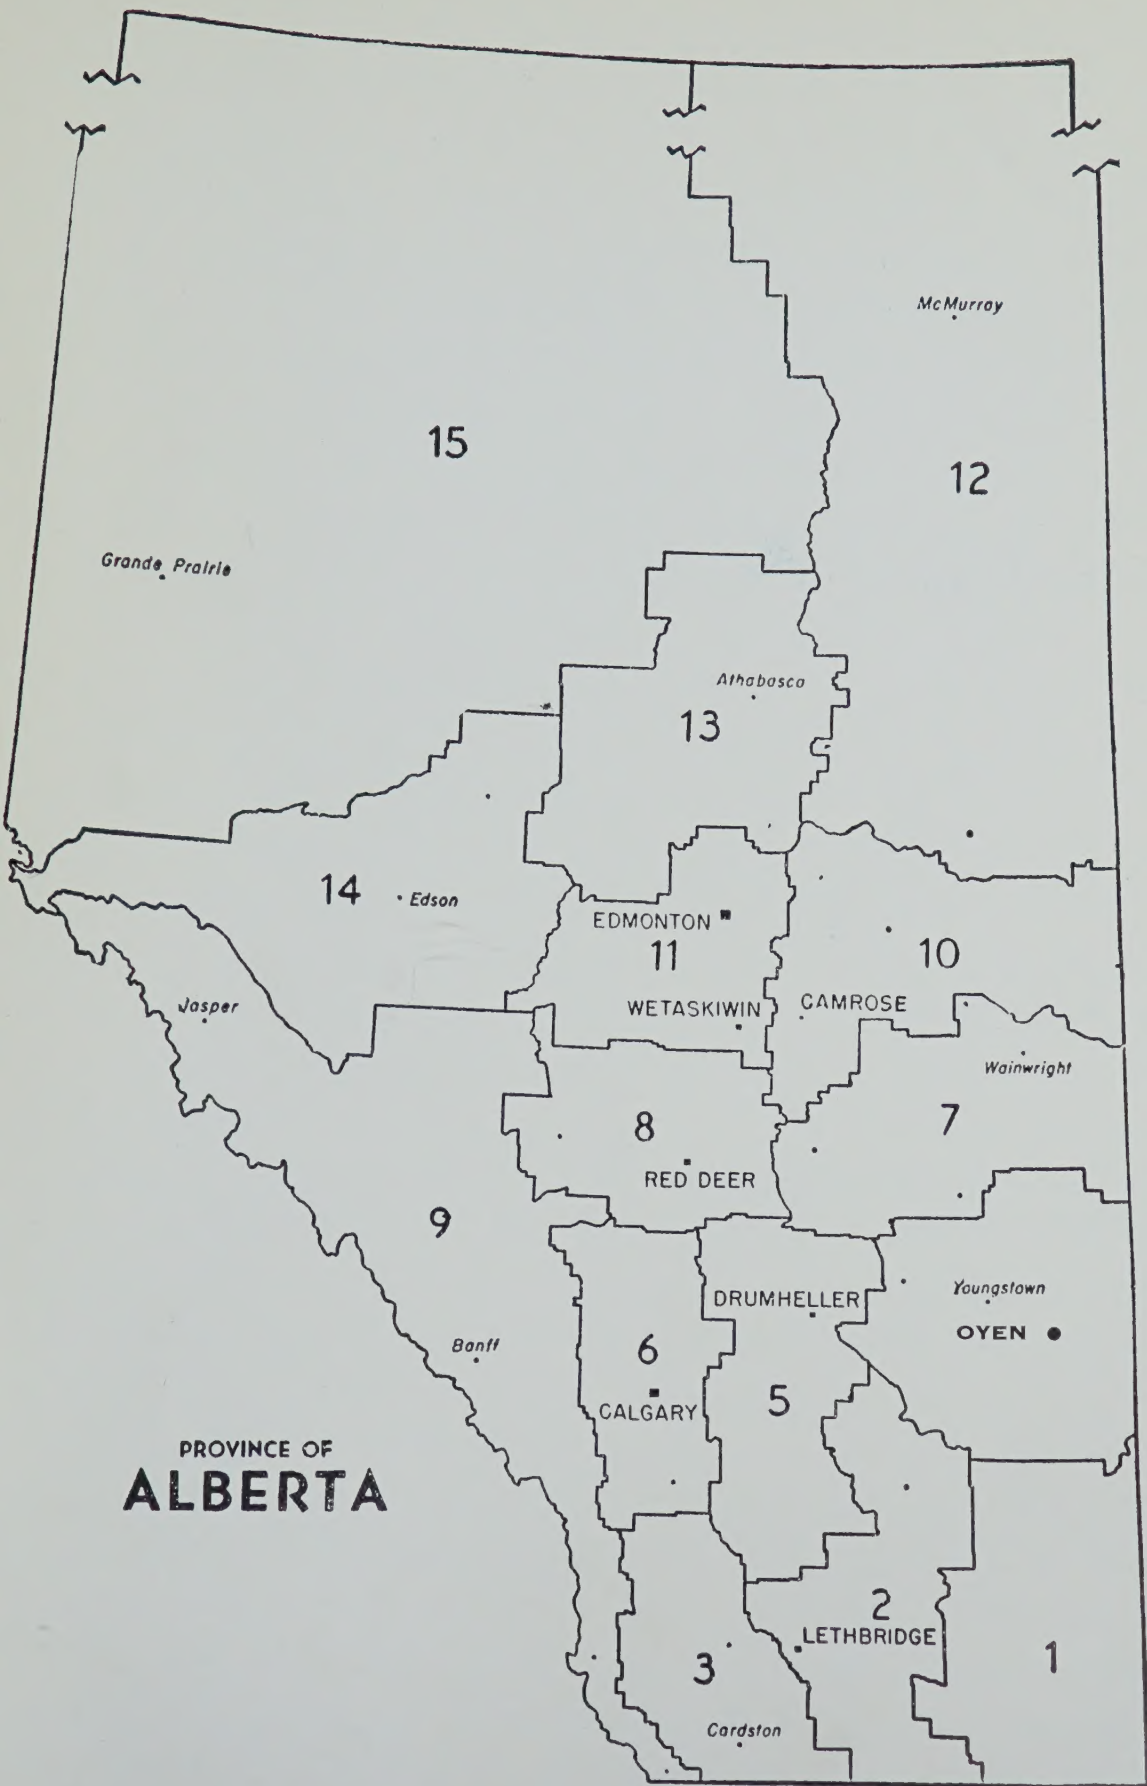 McMurray
15
12
Grande Prairie
Athabasca
13
14
Edson
EDMONTON
11
10
WETASKIWIN
CAMROSE
Jasper
Wainwright
8
7
RED DEER
9
Youngstown
DRUMHELLER
OYEN
Banff
6
5
CALGARY
PROVINCE OF
ALBERTA
2
LETHBRIDGE
3
1
Cardston